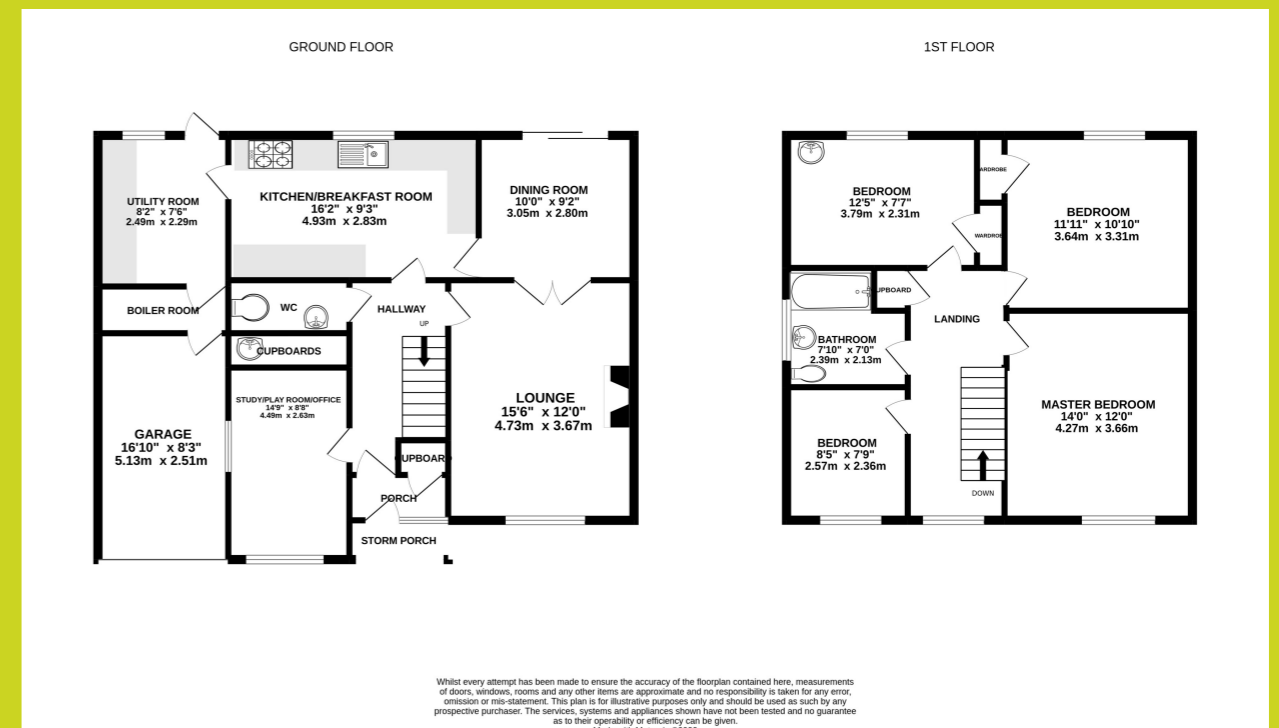 GROUND FLOOR
1ST FLOOR
UTILITY ROOM
8'2" x 7'6"
2.49m x 2.29m
KITCHEN/BREAKFAST ROOM
16'2" x 9'3"
4.93m x 2.83m
DINING ROOM
10'0" x 9'2"
3.05m x 2.80m
BOILER ROOM
WC
HALLWAY
UP
CUPBOARDS
STUDY/PLAY ROOM/OFFICE
14'9" x 8'8"
4.49m x 2.63m
GARAGE
16'10" x 8'3"
5.13m x 2.51m
LOUNGE
15'6" x 12'0"
4.73m x 3.67m
UPBOAR
PORCH
STORM PORCH
BEDROOM
12'5" x 7'7"
3.79m x 2.31m
ARDROBE
WARDROB
BEDROOM
11'11" x 10'10"
3.64m x 3.31m
UPBOARD
LANDING
BATHROOM
7'10" x 7'0"
2.39m x 2.13m
MASTER BEDROOM
14'0" x 12'0"
4.27m x 3.66m
BEDROOM
8'5" x 7'9"
2.57m x 2.36m
DOWN
Whilst every attempt has been made to ensure the accuracy of the floorplan contained here, measurements
of doors, windows, rooms and any other items are approximate and no responsibility is taken for any error,
omission or mis-statement. This plan is for illustrative purposes only and should be used as such by any
prospective purchaser. The services, systems and appliances shown have not been tested and no guarantee
as to their operability or efficiency can be given.